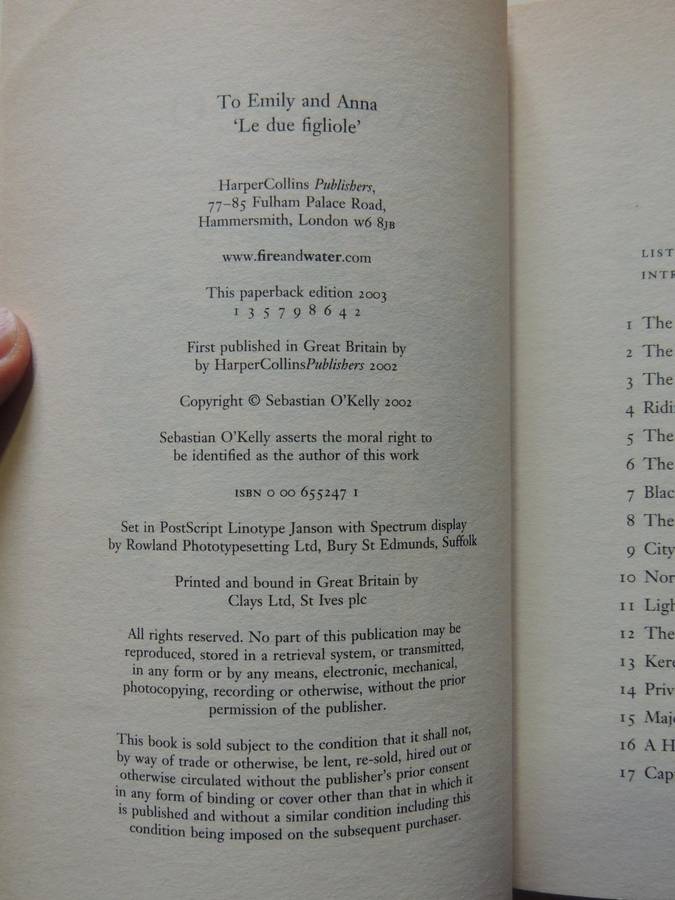 To Emily and Anna
‘Le due figliole’
HarperCollins Publishers,
77–85 Fulham Palace Road,
Hammersmith, London W6 8JB
www.fireandwater.com
This paperback edition 2003
1 3 5 7 9 8 6 4 2
First published in Great Britain by
by HarperCollinsPublishers 2002
Copyright © Sebastian O’Kelly 2002
Sebastian O’Kelly asserts the moral right to
be identified as the author of this work
ISBN 0 00 655247 1
Set in PostScript Linotype Janson with Spectrum display
by Rowland Phototypesetting Ltd, Bury St Edmunds, Suffolk
Printed and bound in Great Britain by
Clays Ltd, St Ives plc
All rights reserved. No part of this publication may be
reproduced, stored in a retrieval system, or transmitted,
in any form or by any means, electronic, mechanical,
photocopying, recording or otherwise, without the prior
permission of the publisher.
This book is sold subject to the condition that it shall not,
by way of trade or otherwise, be lent, re-sold, hired out or
otherwise circulated without the publisher’s prior consent
in any form of binding or cover other than that in which it
is published and without a similar condition including this
condition being imposed on the subsequent purchaser.
LIST
INTR
1 The
2 The
3 The
4 Ridi
5 The
6 The
7 Blac
8 The
9 City
10 Nor
11 Ligh
12 The
13 Kere
14 Priv
15 Maj
16 A H
17 Cap